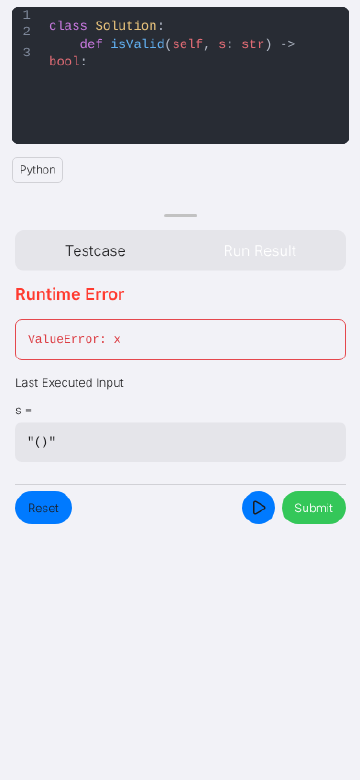 1
class Solution:
2
def isValid(self, s: str) ->
3
bool:
Python
Testcase
Run Result
Runtime Error
ValueError: x
Last Executed Input
s =
"()"
Reset
Submit